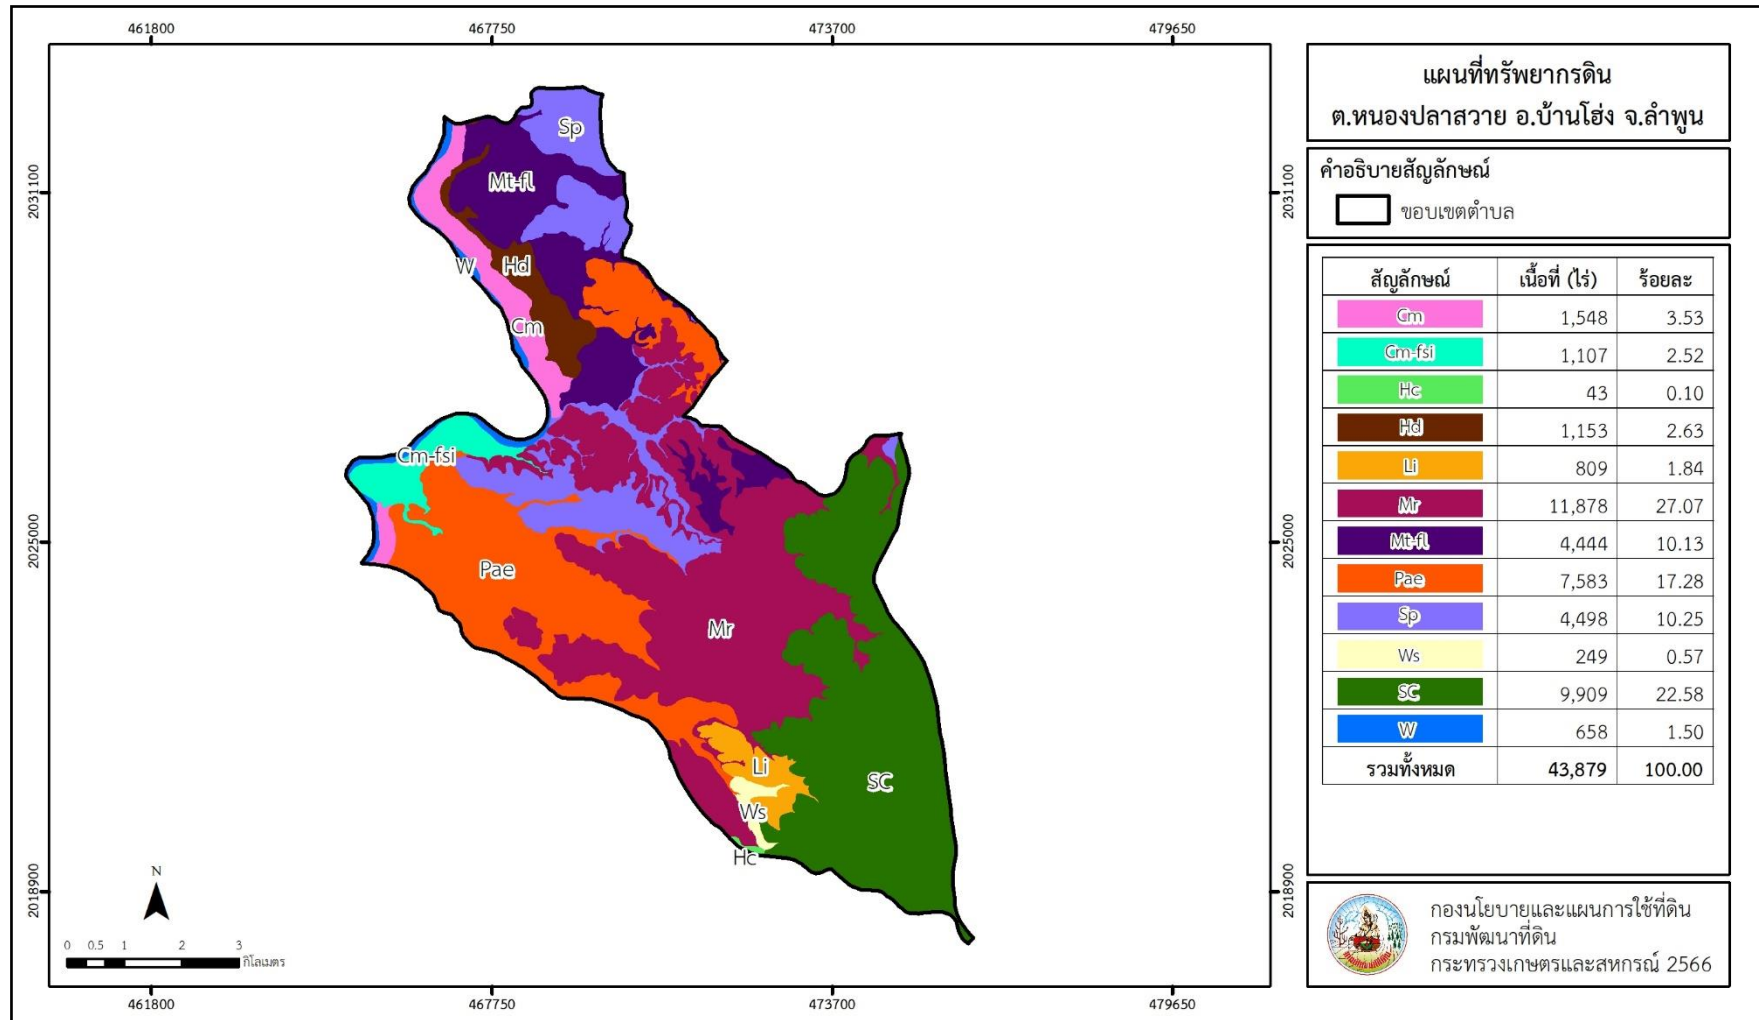 461800 467750 473700 479650
2031100 2031100
2025000 2025000
2018900 2018900
461800 467750 473700 479650
Sp
Mt-fl
W
Hd
Cm
Cm-fsi
Pae
Mr
Li
SC
Ws
Hc
N
0 0.5 1 2 3
กิโลเมตร
แผนที่ทรัพยากรดิน
ต.หนองปลาสวาย อ.บ้านโฮ่ง จ.ลำพูน
คำอธิบายสัญลักษณ์
ขอบเขตตำบล
สัญลักษณ์ เนื้อที่ (ไร่) ร้อยละ
Cm 1,548 3.53
Cm-fsi 1,107 2.52
Hc 43 0.10
Hd 1,153 2.63
Li 809 1.84
Mr 11,878 27.07
Mt-fl 4,444 10.13
Pae 7,583 17.28
Sp 4,498 10.25
Ws 249 0.57
SC 9,909 22.58
W 658 1.50
รวมทั้งหมด 43,879 100.00
กองนโยบายและแผนการใช้ที่ดิน
กรมพัฒนาที่ดิน
กระทรวงเกษตรและสหกรณ์ 2566